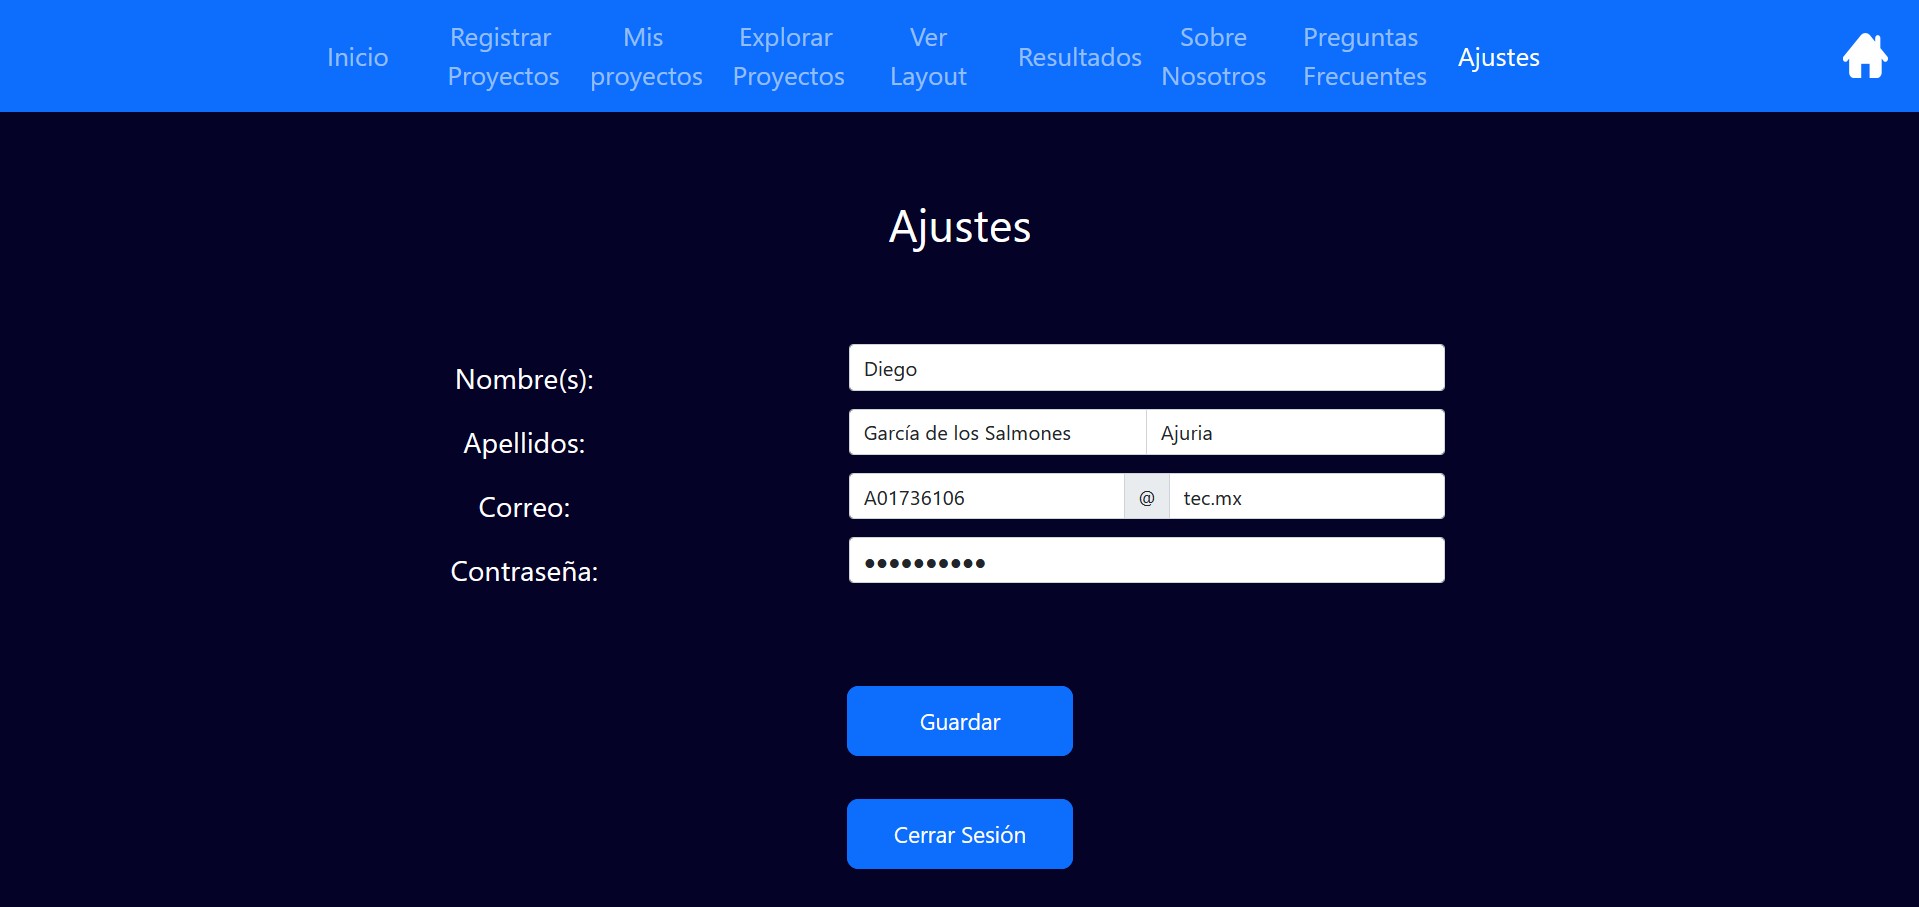 Inicio
Registrar
Proyectos
Mis
proyectos
Explorar
Proyectos
Ver
Layout
Resultados
Sobre
Nosotros
Preguntas
Frecuentes
Ajustes
Ajustes
Nombre(s):
Diego
Apellidos:
García de los Salmones
Ajuria
Correo:
A01736106 @ tec.mx
Contraseña:
••••••••••
Guardar
Cerrar Sesión